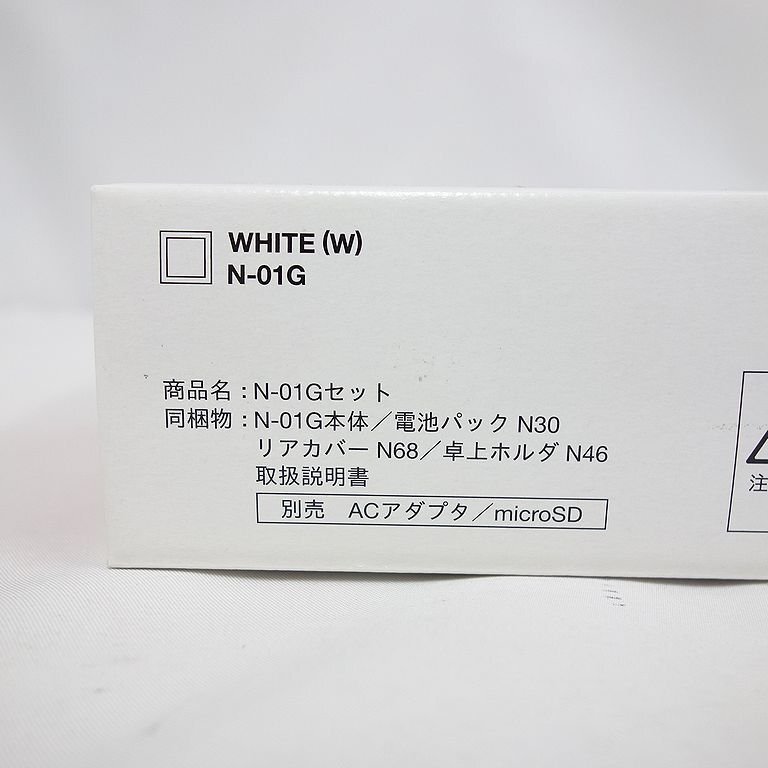 WHITE (W)
N-01G
商品名：N-01Gセット
同梱物：N-01G本体／電池パック N30
リアカバー N68／卓上ホルダ N46
取扱説明書
別売　ACアダプタ／microSD
注